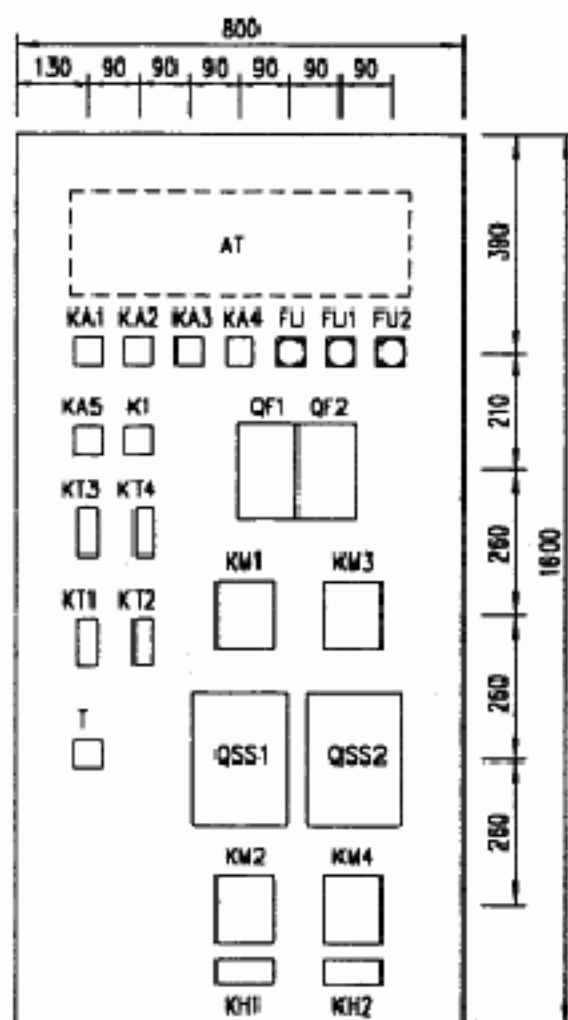 800
130 90 90 90 90 90 90
AT
390
KA1 KA2 KA3 KA4 FU FU1 FU2
KA5 K1 QF1 QF2
210
KT3 KT4
260
1600
KM1 KM3
KT1 KT2
260
T
QSS1 QSS2
260
KM2 KM4
KH1 KH2